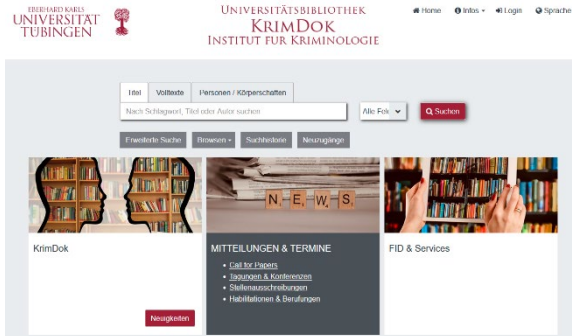 EBERHARD KARLS
UNIVERSITÄT
TÜBINGEN
UNIVERSITÄTSBIBLIOTHEK
KRIMDOK
INSTITUT FÜR KRIMINOLOGIE
Home Infos Login Sprache
Titel Volltexte Personen / Körperschaften
Nach Schlagwort, Titel oder Autor suchen
Alle Feld
Suchen
Erweiterte Suche Browsen Suchhistorie Neuzugänge
N E W S
KrimDok
Neuigkeiten
MITTEILUNGEN & TERMINE
Call for Papers
Tagungen & Konferenzen
Stellenausschreibungen
Habilitationen & Berufungen
FID & Services